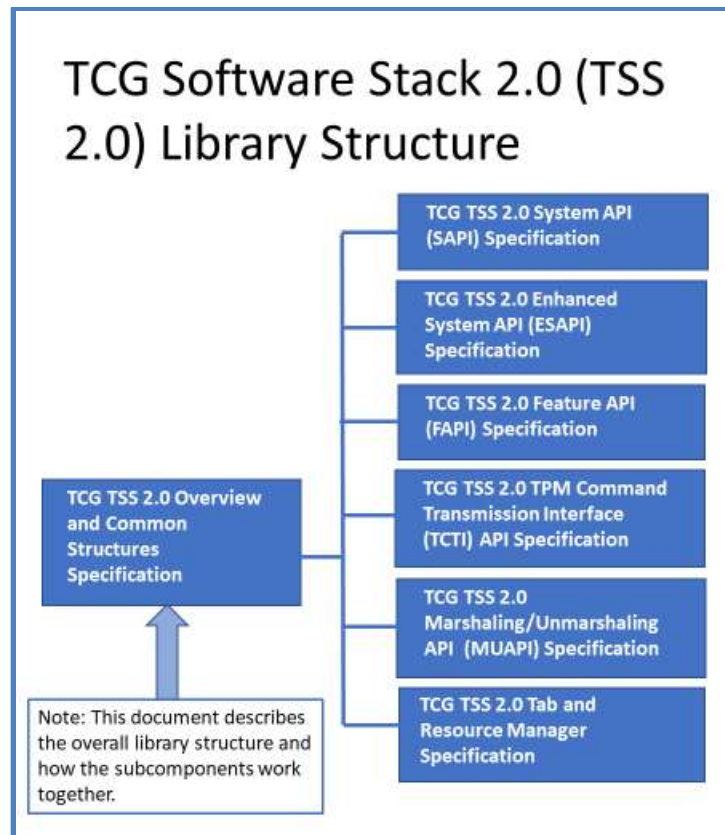 TCG Software Stack 2.0 (TSS
2.0) Library Structure
TCG TSS 2.0 System API
(SAPI) Specification
TCG TSS 2.0 Enhanced
System API (ESAPI)
Specification
TCG TSS 2.0 Feature API
(FAPI) Specification
TCG TSS 2.0 Overview
and Common
Structures
Specification
TCG TSS 2.0 TPM Command
Transmission Interface
(TCTI) API Specification
TCG TSS 2.0
Marshaling/Unmarshaling
API (MUAPI) Specification
TCG TSS 2.0 Tab and
Resource Manager
Specification
Note: This document describes
the overall library structure and
how the subcomponents work
together.